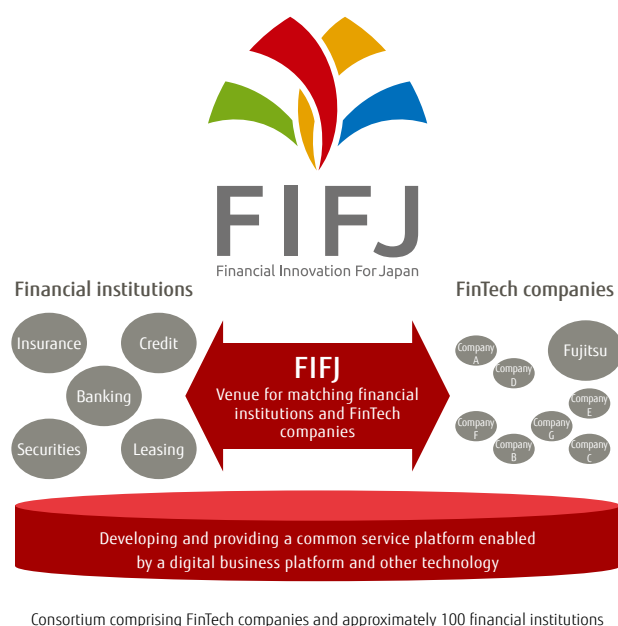 FIFJ
Financial Innovation For Japan
Financial institutions
FinTech companies
Insurance
Credit
Banking
Securities
Leasing
FIFJ
Venue for matching financial
institutions and FinTech
companies
Company
A
Fujitsu
Company
D
Company
E
Company
F
Company
G
Company
B
Company
C
Developing and providing a common service platform enabled
by a digital business platform and other technology
Consortium comprising FinTech companies and approximately 100 financial institutions